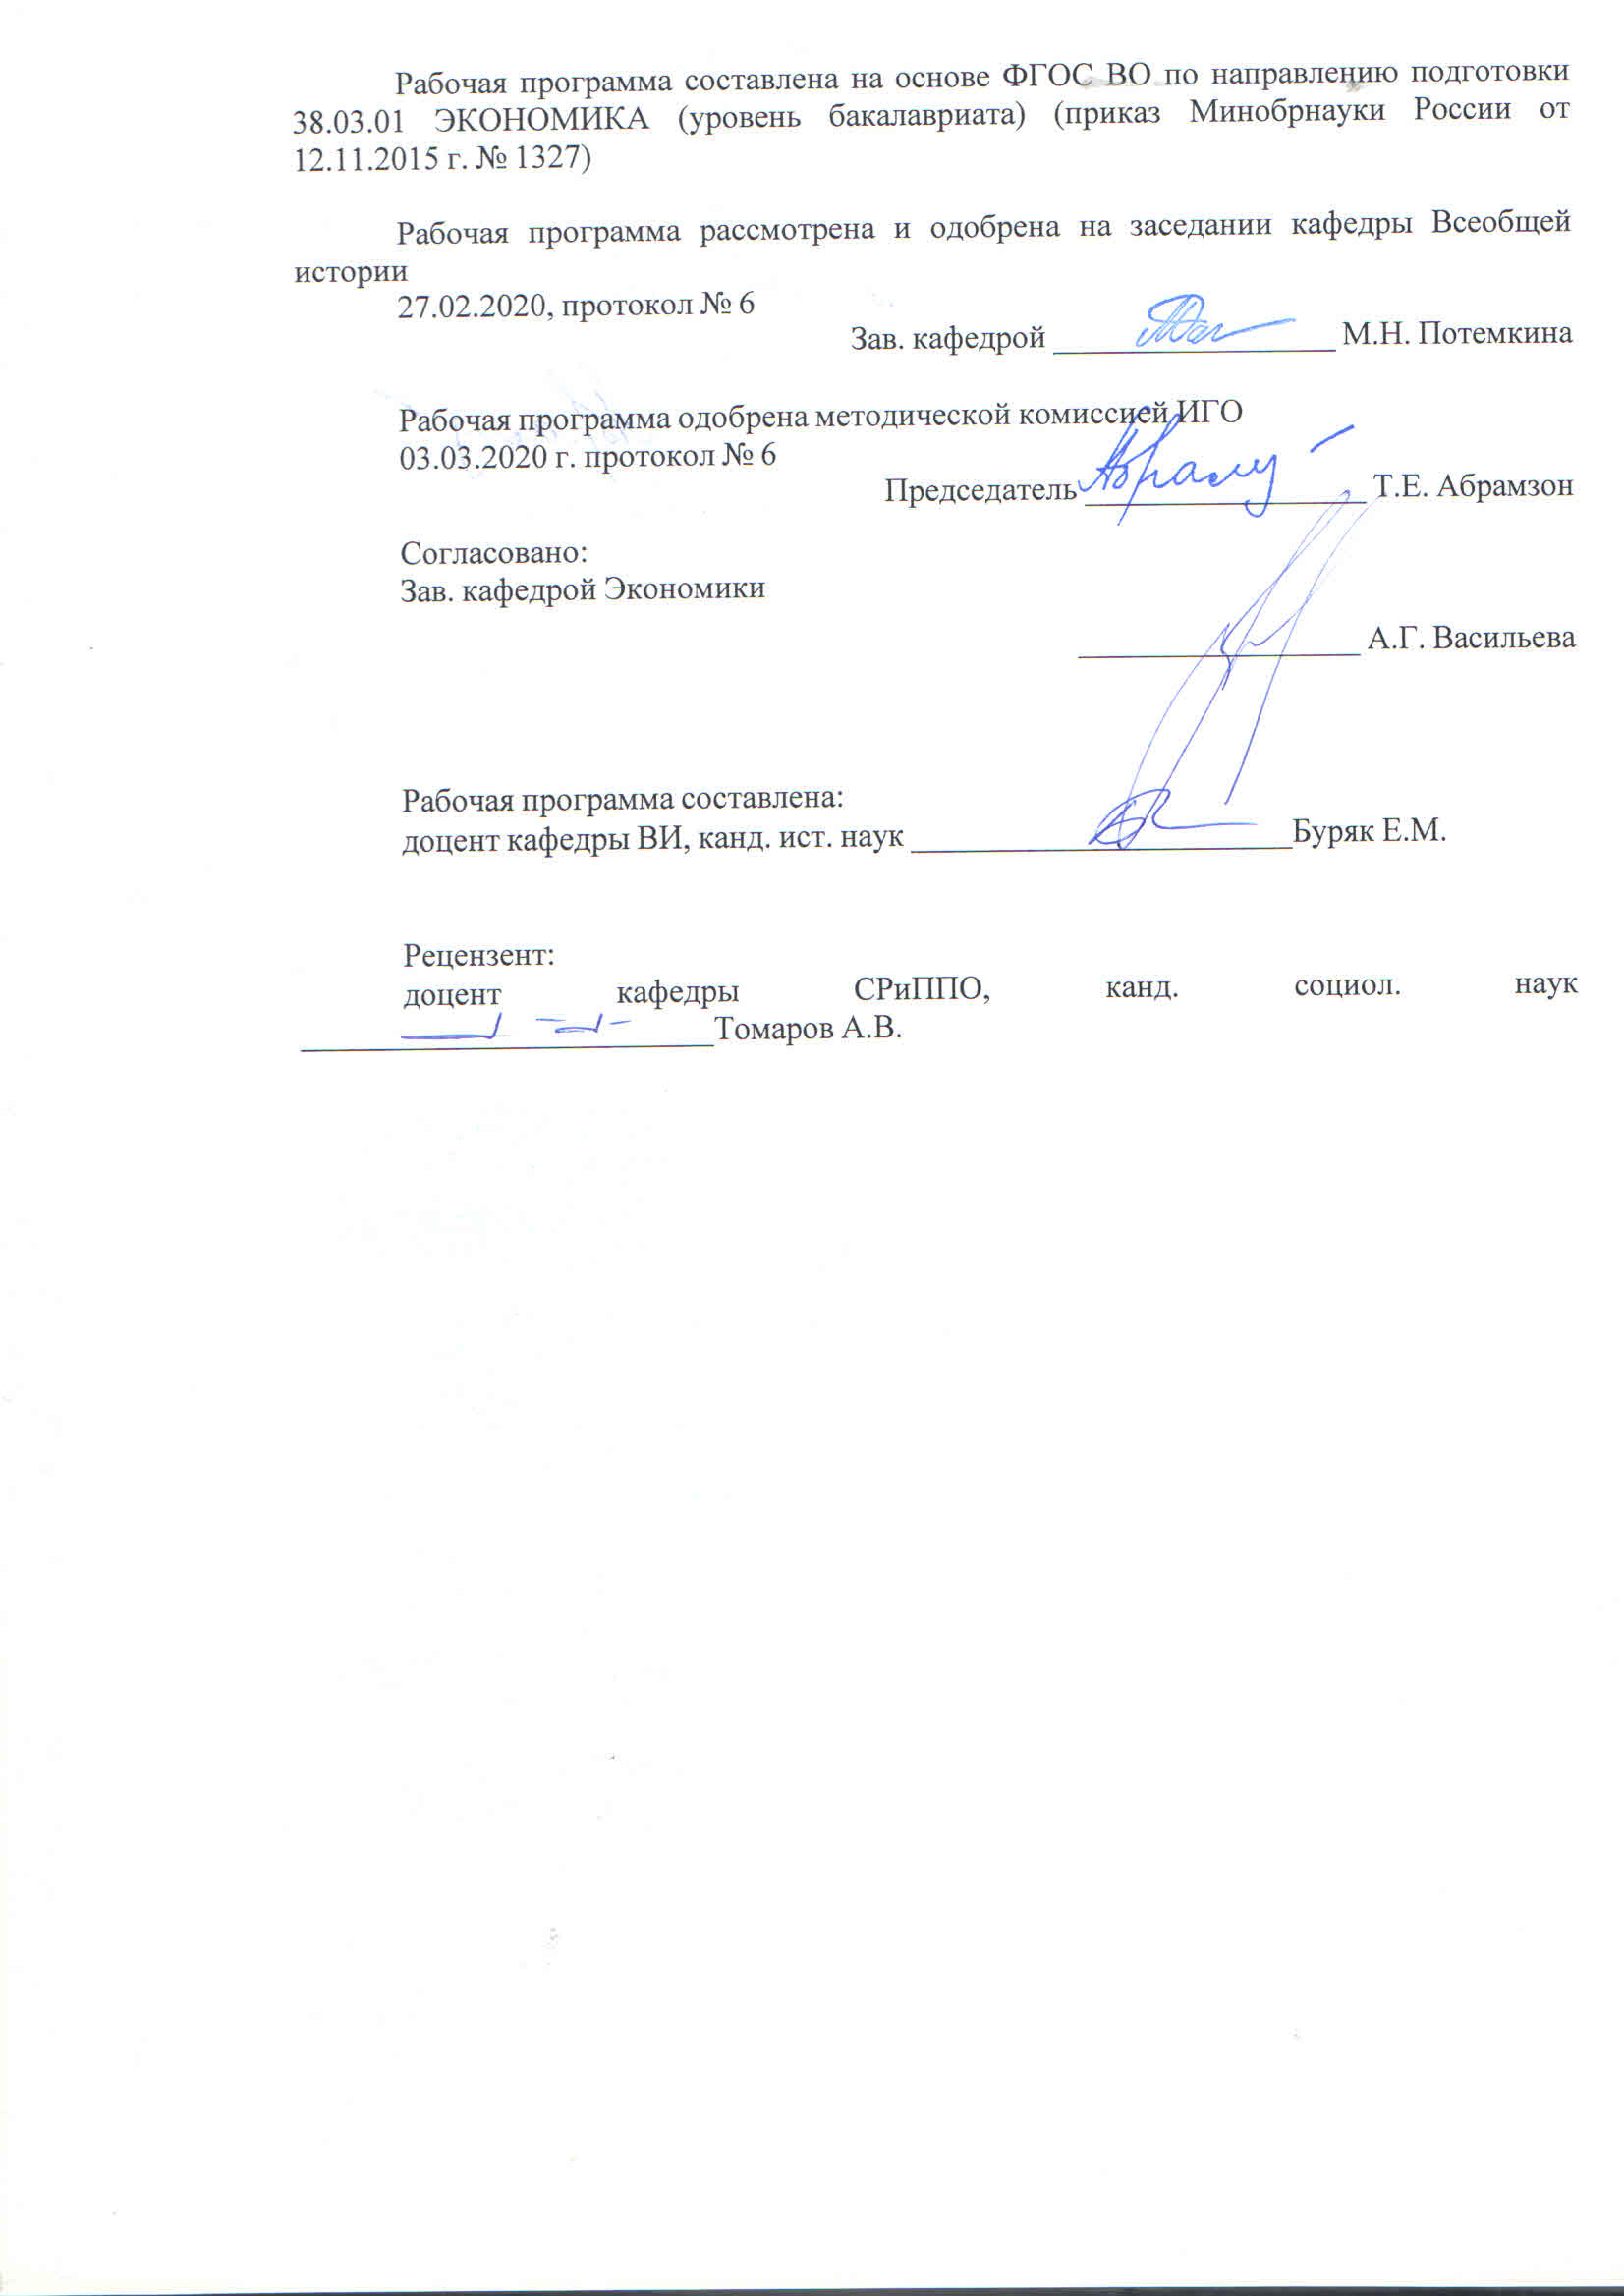 Рабочая программа составлена на основе ФГОС ВО по направлению подготовки
38.03.01 ЭКОНОМИКА (уровень бакалавриата) (приказ Минобрнауки России от
12.11.2015 г. № 1327)
Рабочая программа рассмотрена и одобрена на заседании кафедры Всеобщей
истории
27.02.2020, протокол № 6
Зав. кафедрой М.Н. Потемкина
Рабочая программа одобрена методической комиссией ИГО
03.03.2020 г. протокол № 6
Председатель Т.Е. Абрамзон
Согласовано:
Зав. кафедрой Экономики
А.Г. Васильева
Рабочая программа составлена:
доцент кафедры ВИ, канд. ист. наук Буряк Е.М.
Рецензент:
доцент кафедры СРиППО, канд. социол. наук
Томаров А.В.